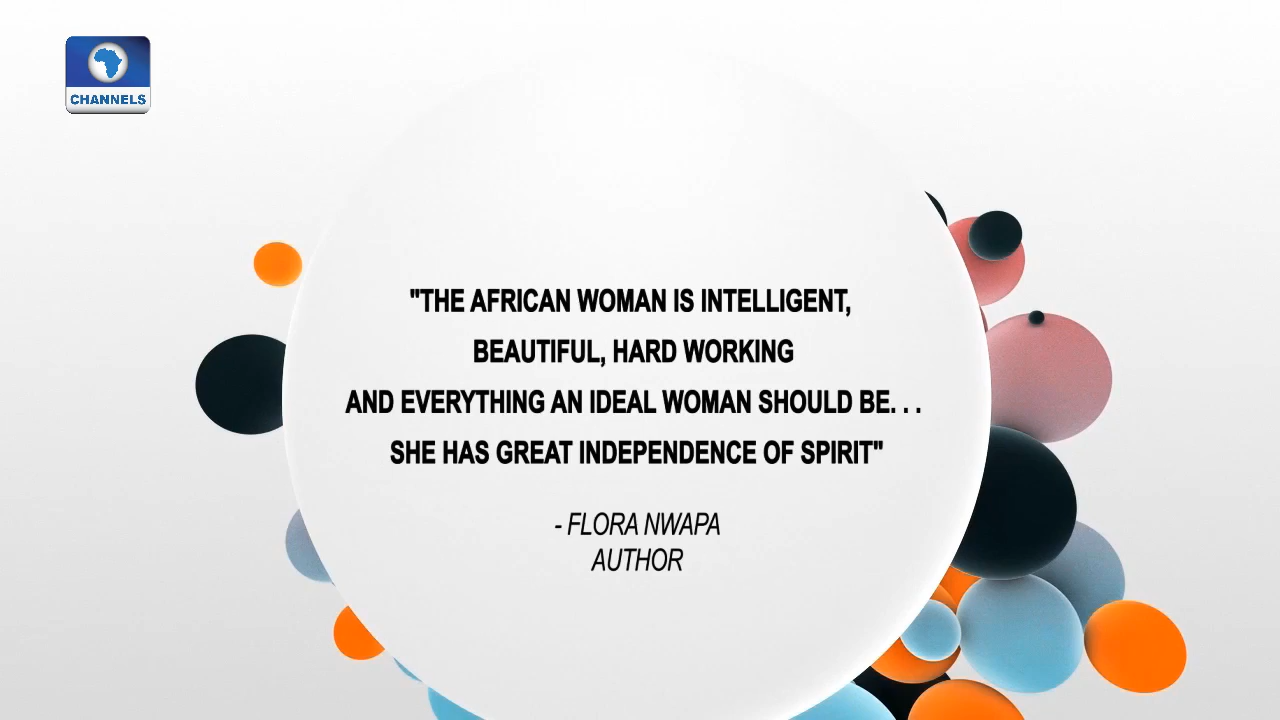 CHANNELS
"THE AFRICAN WOMAN IS INTELLIGENT,
BEAUTIFUL, HARD WORKING
AND EVERYTHING AN IDEAL WOMAN SHOULD BE. . .
SHE HAS GREAT INDEPENDENCE OF SPIRIT"
- FLORA NWAPA
AUTHOR